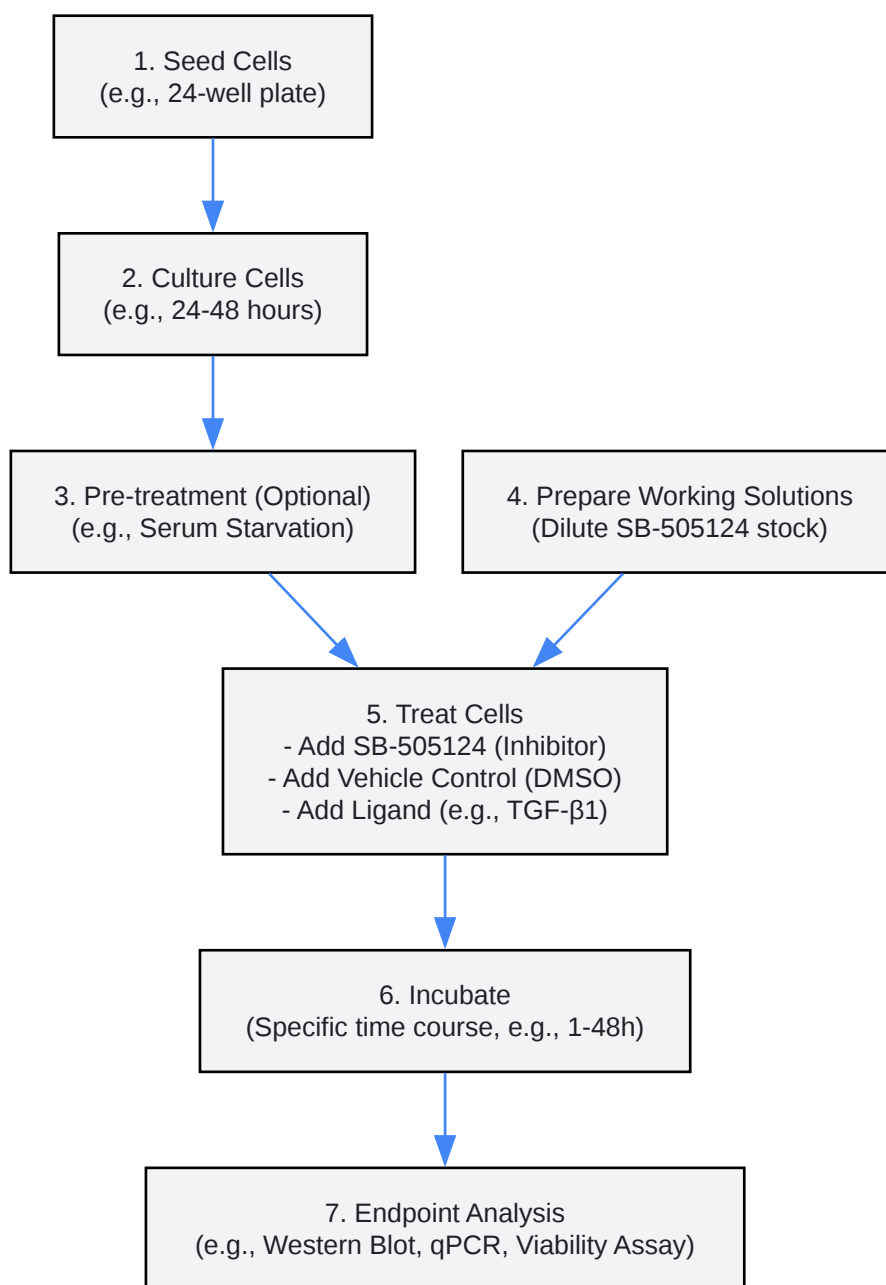 1. Seed Cells
(e.g., 24-well plate)
2. Culture Cells
(e.g., 24-48 hours)
3. Pre-treatment (Optional)
(e.g., Serum Starvation)
4. Prepare Working Solutions
(Dilute SB-505124 stock)
5. Treat Cells
- Add SB-505124 (Inhibitor)
- Add Vehicle Control (DMSO)
- Add Ligand (e.g., TGF-β1)
6. Incubate
(Specific time course, e.g., 1-48h)
7. Endpoint Analysis
(e.g., Western Blot, qPCR, Viability Assay)